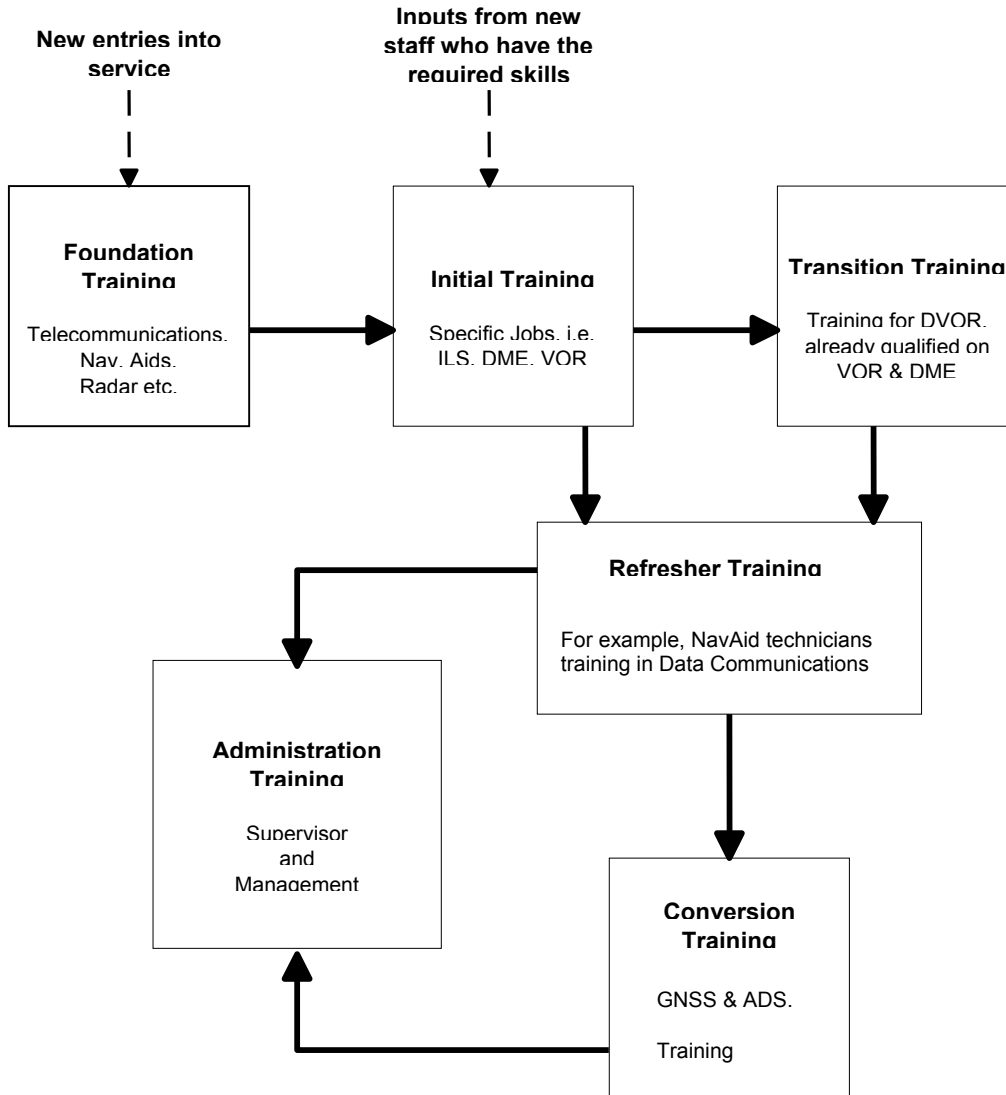 New entries into
service
Inputs from new
staff who have the
required skills
Foundation
Training
Telecommunications,
Nav. Aids,
Radar etc.
Initial Training
Specific Jobs, i.e.
ILS, DME, VOR
Transition Training
Training for DVOR,
already qualified on
VOR & DME
Refresher Training
For example, NavAid technicians
training in Data Communications
Administration
Training
Supervisor
and
Management
Conversion
Training
GNSS & ADS.
Training